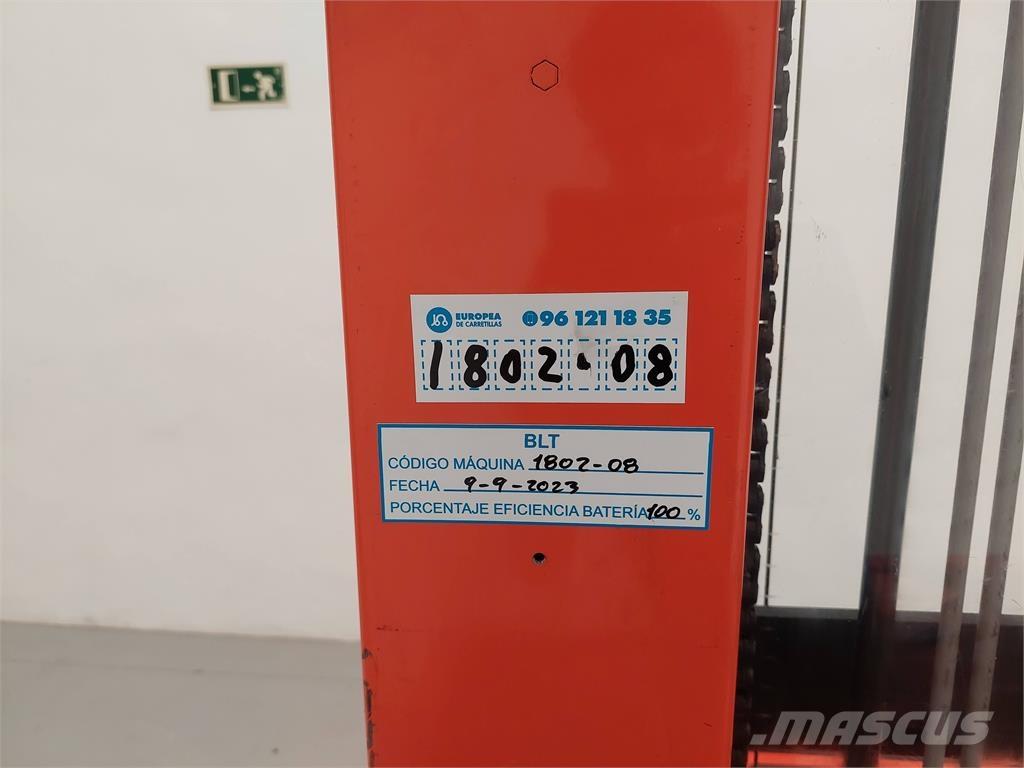 EUROPEA
DE CARRETILLAS
96 121 18 35
1802-08
BLT
CÓDIGO MÁQUINA 1802-08
FECHA 9-9-2023
PORCENTAJE EFICIENCIA BATERÍA 100 %
MASCUS